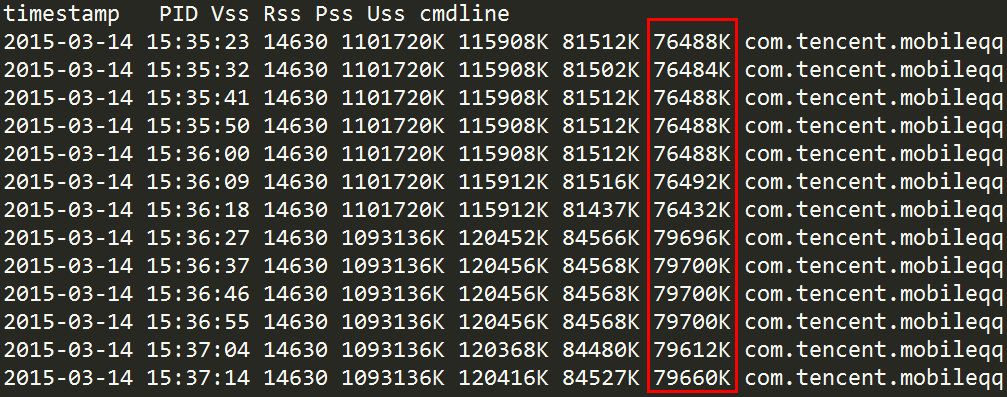 timestamp   PID Vss Rss Pss Uss cmdline
2015-03-14 15:35:23 14630 1101720K 115908K 81512K 76488K com.tencent.mobileqq
2015-03-14 15:35:32 14630 1101720K 115908K 81502K 76484K com.tencent.mobileqq
2015-03-14 15:35:41 14630 1101720K 115908K 81512K 76488K com.tencent.mobileqq
2015-03-14 15:35:50 14630 1101720K 115908K 81512K 76488K com.tencent.mobileqq
2015-03-14 15:36:00 14630 1101720K 115908K 81512K 76488K com.tencent.mobileqq
2015-03-14 15:36:09 14630 1101720K 115912K 81516K 76492K com.tencent.mobileqq
2015-03-14 15:36:18 14630 1101720K 115912K 81437K 76432K com.tencent.mobileqq
2015-03-14 15:36:27 14630 1093136K 120452K 84566K 79696K com.tencent.mobileqq
2015-03-14 15:36:37 14630 1093136K 120456K 84568K 79700K com.tencent.mobileqq
2015-03-14 15:36:46 14630 1093136K 120456K 84568K 79700K com.tencent.mobileqq
2015-03-14 15:36:55 14630 1093136K 120456K 84568K 79700K com.tencent.mobileqq
2015-03-14 15:37:04 14630 1093136K 120368K 84480K 79612K com.tencent.mobileqq
2015-03-14 15:37:14 14630 1093136K 120416K 84527K 79660K com.tencent.mobileqq